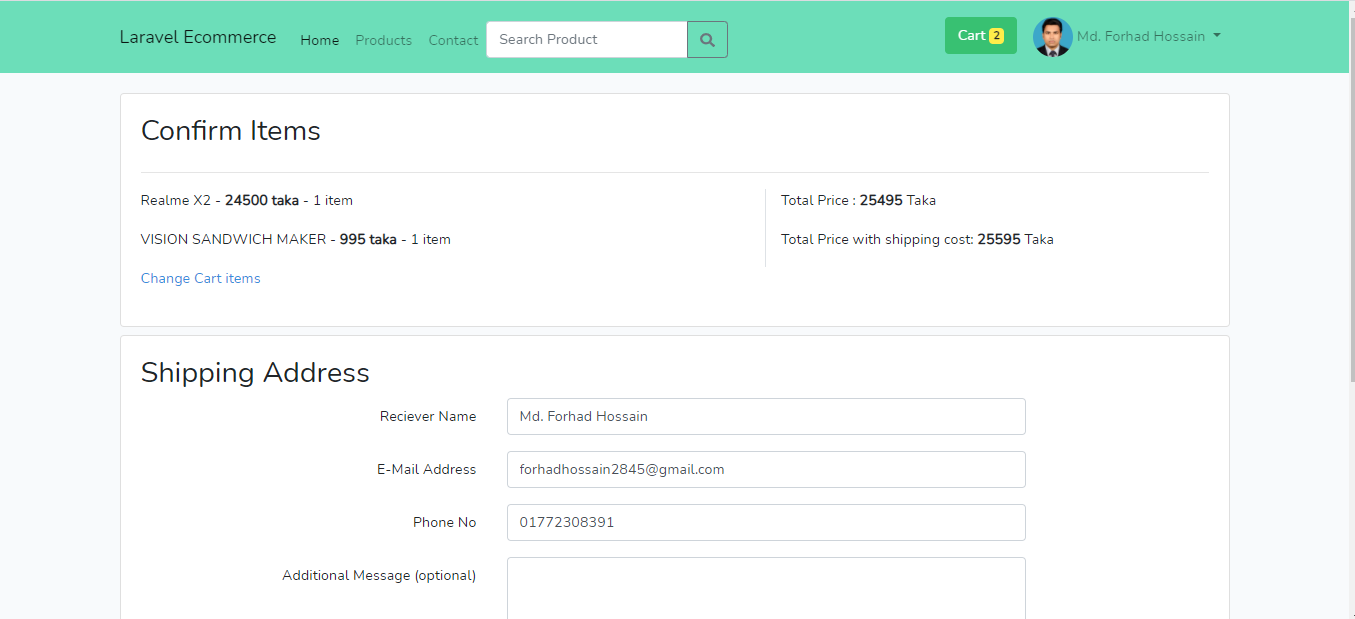 Laravel Ecommerce Home Products Contact Search Product Cart 2 Md. Forhad Hossain
Confirm Items
Realme X2 - 24500 taka - 1 item
VISION SANDWICH MAKER - 995 taka - 1 item
Change Cart items
Total Price : 25495 Taka
Total Price with shipping cost: 25595 Taka
Shipping Address
Reciever Name Md. Forhad Hossain
E-Mail Address forhadhossain2845@gmail.com
Phone No 01772308391
Additional Message (optional)